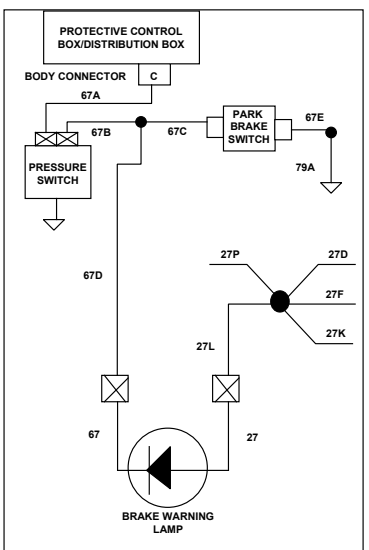 PROTECTIVE CONTROL
BOX/DISTRIBUTION BOX
BODY CONNECTOR
C
67A
67B
67C
PARK
BRAKE
SWITCH
67E
PRESSURE
SWITCH
79A
67D
27P
27D
27F
27K
27L
67
27
BRAKE WARNING
LAMP